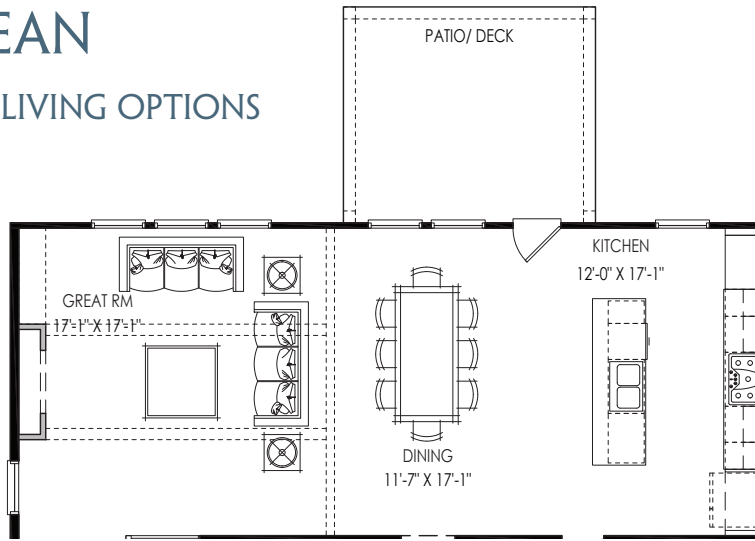 EAN
LIVING OPTIONS
PATIO/ DECK
KITCHEN
12'-0" X 17'-1"
GREAT RM
17'-1" X 17'-1"
DINING
11'-7" X 17'-1"